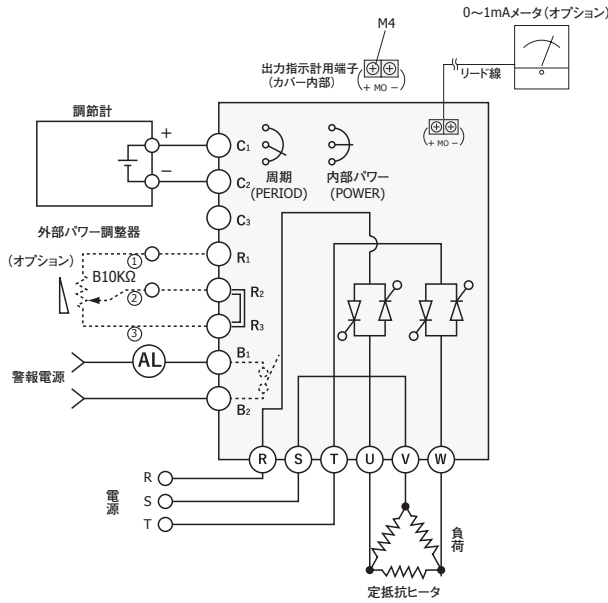 0～1mAメータ(オプション)
M4
出力指示計用端子
(カバー内部)
(+ MO −)
リード線
(+ MO −)
調節計
+
−
C1
C2
C3
周期
(PERIOD)
内部パワー
(POWER)
外部パワー調整器
(オプション)
B10KΩ
①
②
③
R1
R2
R3
AL
警報電源
B1
B2
R
S
T
U
V
W
電源
R
S
T
負荷
定抵抗ヒータ